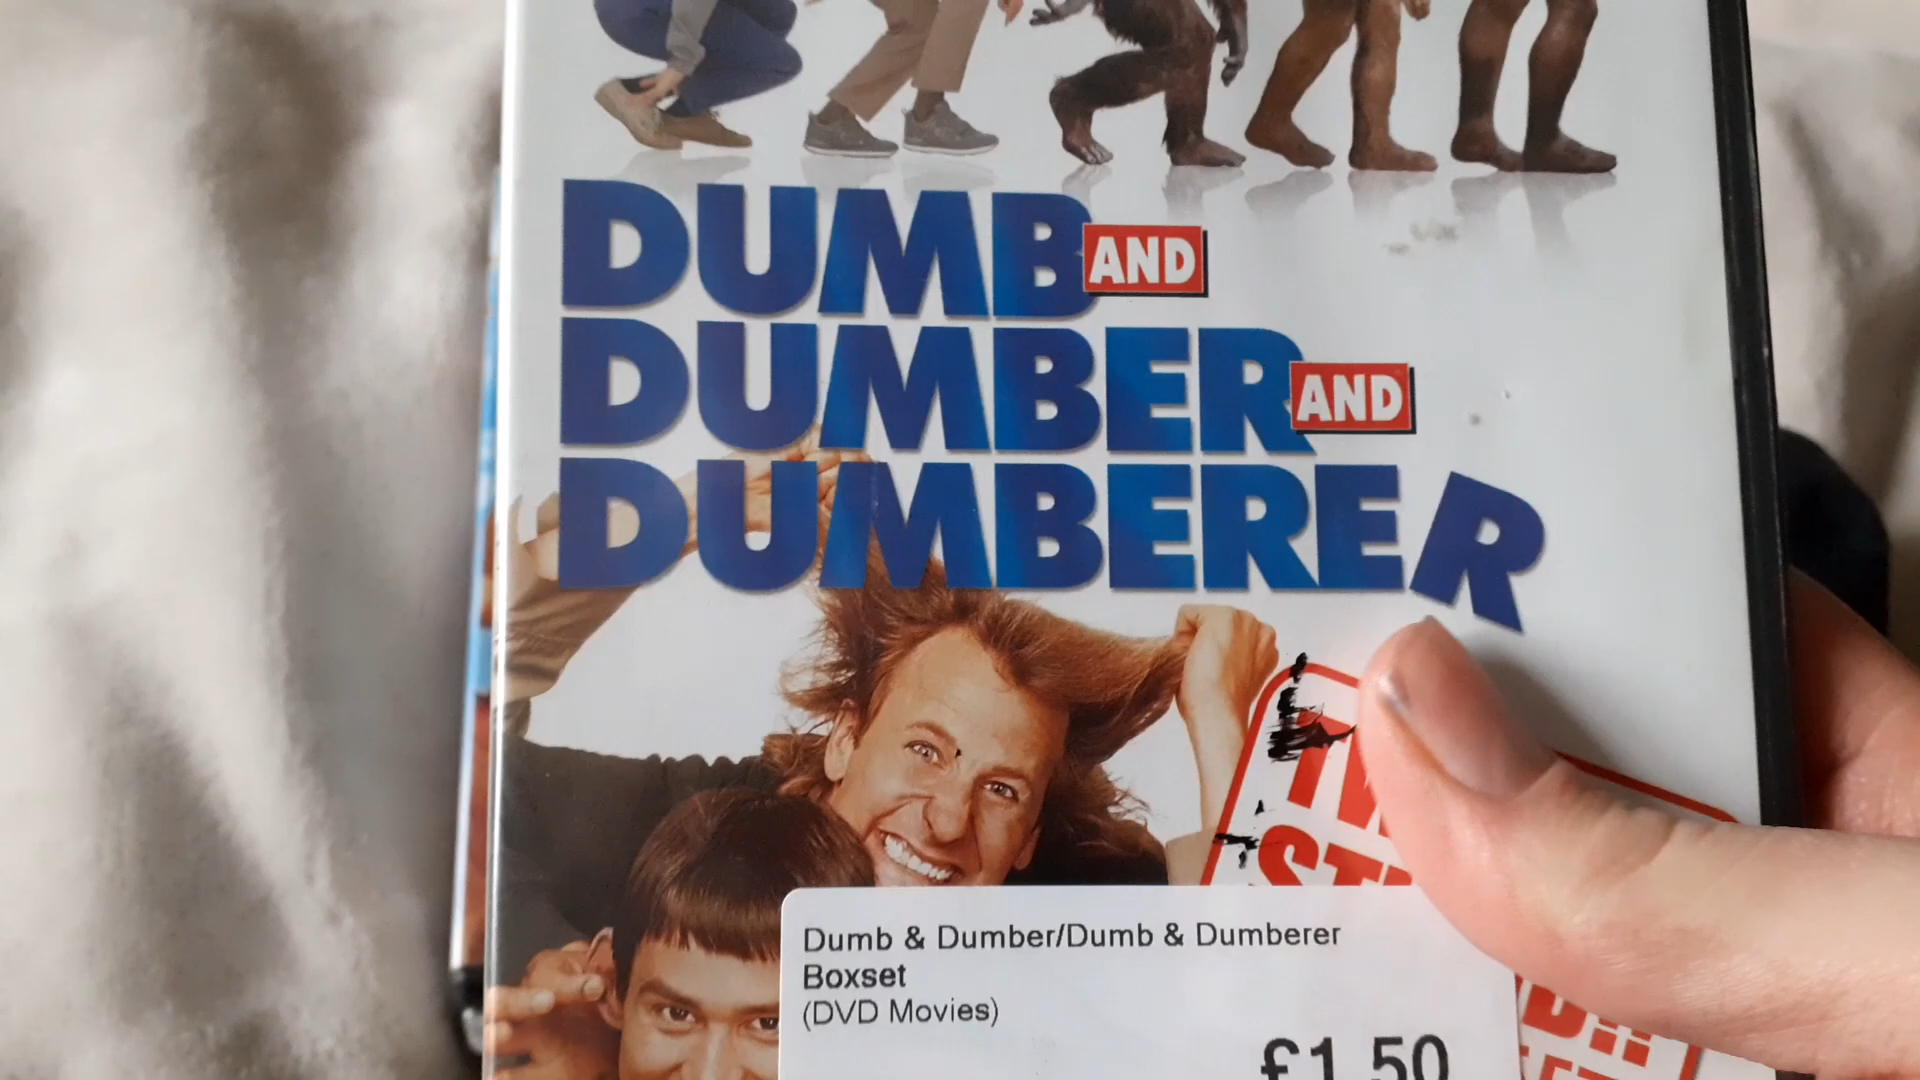 DUMB AND
DUMBER AND
DUMBERER
Dumb & Dumber/Dumb & Dumberer
Boxset
(DVD Movies)
£1.50